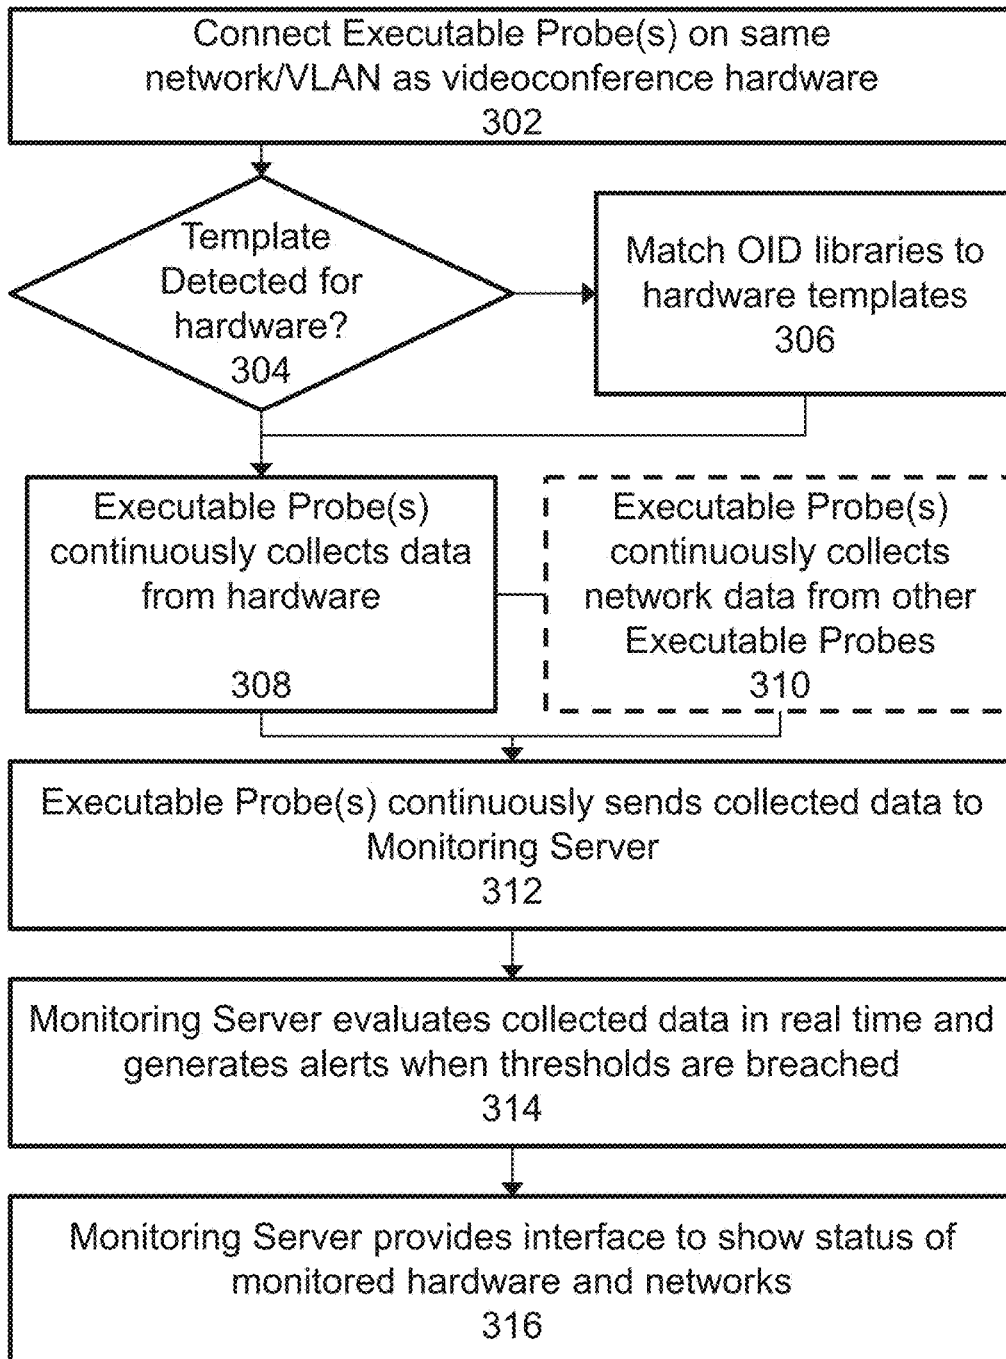 Connect Executable Probe(s) on same
network/VLAN as videoconference hardware
302
Template
Detected for
hardware?
304
Match OID libraries to
hardware templates
306
Executable Probe(s)
continuously collects data
from hardware
308
Executable Probe(s)
continuously collects
network data from other
Executable Probes
310
Executable Probe(s) continuously sends collected data to
Monitoring Server
312
Monitoring Server evaluates collected data in real time and
generates alerts when thresholds are breached
314
Monitoring Server provides interface to show status of
monitored hardware and networks
316